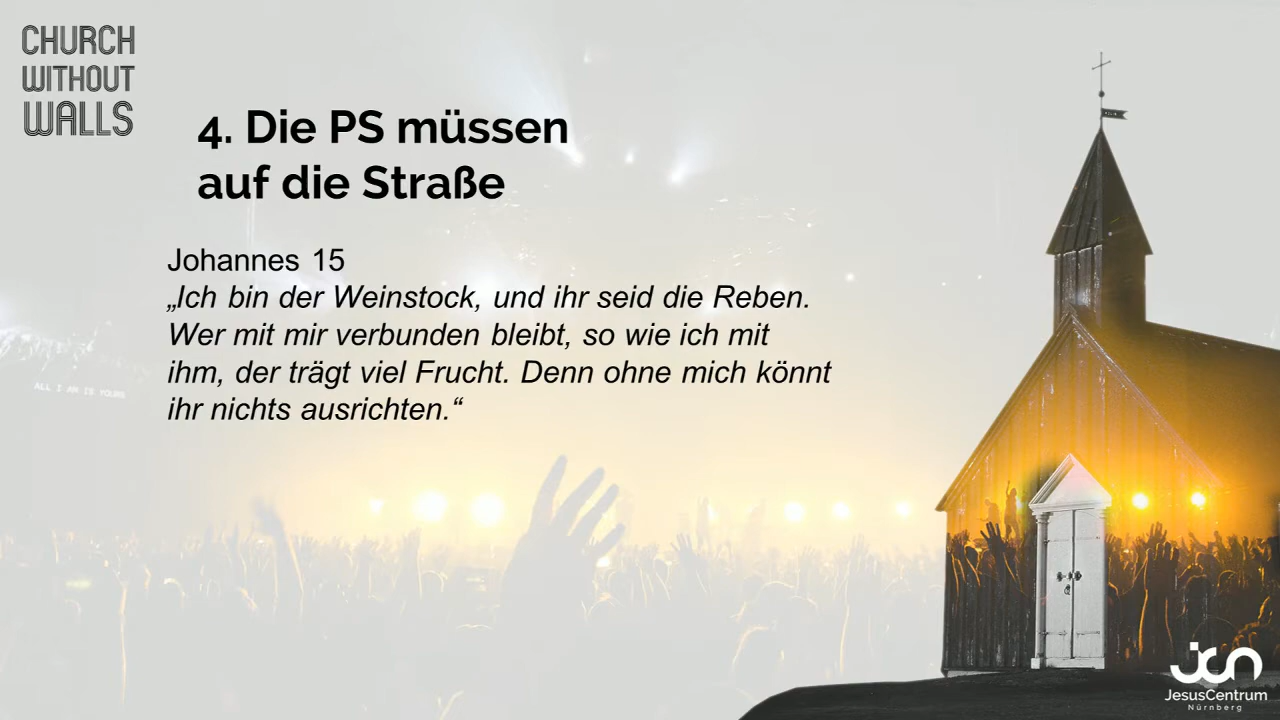 CHURCH
WITHOUT
WALLS
4. Die PS müssen
auf die Straße
Johannes 15
„Ich bin der Weinstock, und ihr seid die Reben.
Wer mit mir verbunden bleibt, so wie ich mit
ihm, der trägt viel Frucht. Denn ohne mich könnt
ihr nichts ausrichten.“
ALL I AM IS YOURS
jcn
JesusCentrum
Nürnberg